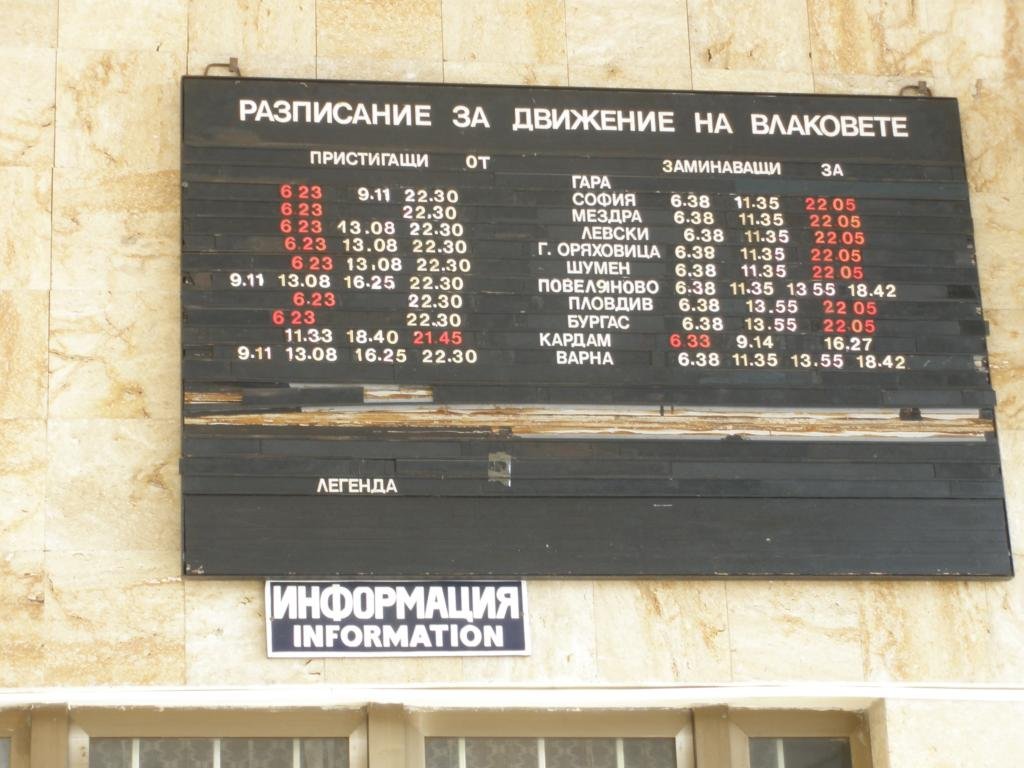 РАЗПИСАНИЕ ЗА ДВИЖЕНИЕ НА ВЛАКОВЕТЕ
ПРИСТИГАЩИ ОТ ЗАМИНАВАЩИ ЗА
ГАРА
6 23 9.11 22.30 СОФИЯ 6.38 11.35 22 05
6 23 22.30 МЕЗДРА 6.38 11.35 22 05
6 23 13.08 22.30 ЛЕВСКИ 6.38 11.35 22 05
6.23 13.08 22.30 Г. ОРЯХОВИЦА 6.38 11.35 22 05
6 23 13.08 22.30 ШУМЕН 6.38 11.35 22 05
9.11 13.08 16.25 22.30 ПОВЕЛЯНОВО 6.38 11.35 13 55 18.42
6.23 22.30 ПЛОВДИВ 6.38 13.55 22 05
6 23 22.30 БУРГАС 6.38 13.55 22 05
11.33 18.40 21.45 КАРДАМ 6.33 9.14 16.27
9.11 13.08 16.25 22.30 ВАРНА 6.38 11.35 13.55 18.42
ЛЕГЕНДА
ИНФОРМАЦИЯ
INFORMATION